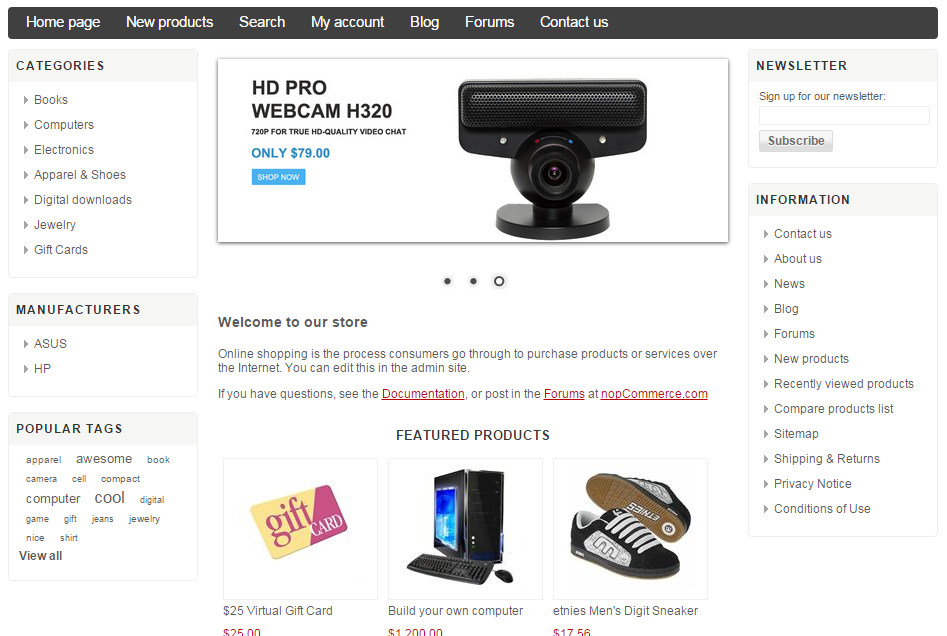 Home page New products Search My account Blog Forums Contact us
CATEGORIES
Books
Computers
Electronics
Apparel & Shoes
Digital downloads
Jewelry
Gift Cards
MANUFACTURERS
ASUS
HP
POPULAR TAGS
apparel awesome book
camera cell compact
computer cool digital
game gift jeans jewelry
nice shirt
View all
HD PRO
WEBCAM H320
720P FOR TRUE HD-QUALITY VIDEO CHAT
ONLY $79.00
SHOP NOW
Welcome to our store
Online shopping is the process consumers go through to purchase products or services over
the Internet. You can edit this in the admin site.
If you have questions, see the Documentation, or post in the Forums at nopCommerce.com
FEATURED PRODUCTS
gift CARD
ETNIES
$25 Virtual Gift Card
Build your own computer
etnies Men's Digit Sneaker
$25.00
$1,200.00
$17.56
NEWSLETTER
Sign up for our newsletter:
Subscribe
INFORMATION
Contact us
About us
News
Blog
Forums
New products
Recently viewed products
Compare products list
Sitemap
Shipping & Returns
Privacy Notice
Conditions of Use